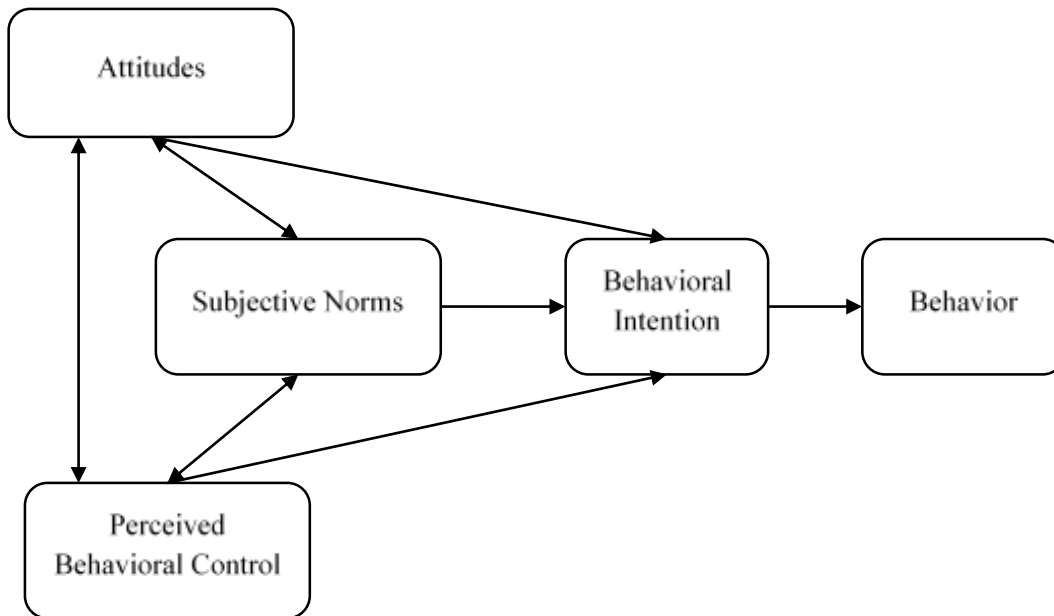 Attitudes
Subjective Norms
Behavioral
Intention
Behavior
Perceived
Behavioral Control